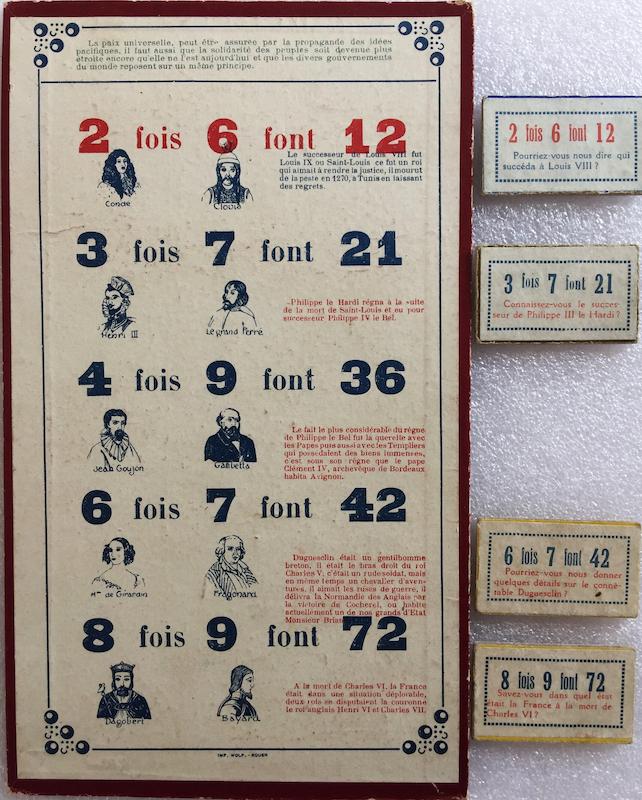 La paix universelle, peut être assurée par la propagande des idées
pacifiques, il faut aussi que la solidarité des peuples soit devenue plus
étroite encore qu'elle ne l'est aujourd'hui et que les divers gouvernements
du monde reposent sur un même principe.
2 fois 6 font 12
Condé
Clovis
Le successeur de Louis VIII fut
Louis IX ou Saint-Louis ce fut un roi
qui aimait à rendre la justice, il mourut
de la peste en 1270, à Tunis en laissant
des regrets.
3 fois 7 font 21
Henri III
Le grand Ferré
Philippe le Hardi régna à la suite
de la mort de Saint-Louis et eu pour
successeur Philippe IV le Bel.
4 fois 9 font 36
Jean Goujon
Gambetta
Le fait le plus considérable du règne
de Philippe le Bel fut la querelle avec
les Papes puis aussi avec les Templiers
qui possédaient des biens immenses,
c'est sous son règne que le pape
Clément IV, archevêque de Bordeaux
habita Avignon.
6 fois 7 font 42
Mme de Girardin
Fragonard
Duguesclin était un gentilhomme
breton, il était le bras droit du roi
Charles V, c'était un rude soldat, mais
en même temps un chevalier d'aven-
tures, il aimait les ruses de guerre, il
délivra la Normandie des Anglais par
la victoire de Cocherel, ou habite
actuellement un de nos grands d'Etat
Monsieur
8 fois 9 font 72
Dagobert
Bayard
A la mort de Charles VI, la France
était dans une situation déplorable,
deux rois se disputaient la couronne
le roi anglais Henri VI et Charles VII.
IMP. WOLF. - ROUEN
2 fois 6 font 12
Pourriez-vous nous dire qui
succéda à Louis VIII ?
3 fois 7 font 21
Connaissez-vous le succes-
seur de Philippe III le Hardi ?
6 fois 7 font 42
Pourriez-vous nous donner
quelques détails sur le conné-
table Duguesclin ?
8 fois 9 font 72
Savez-vous dans quel état
était la France à la mort de
Charles VI ?